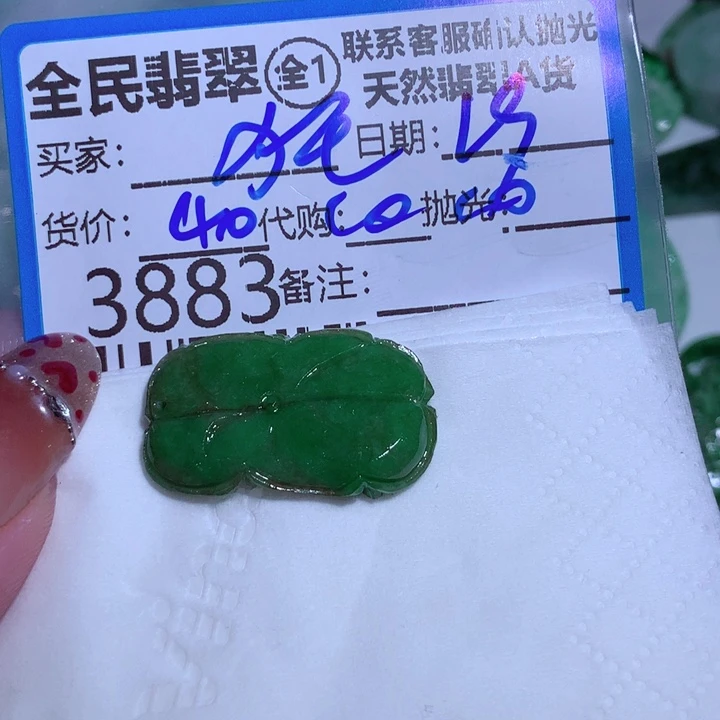 全民翡翠 全1 联系客服确认抛光
天然翡翠A货
买家: 日期:
货价: 410 代购: 抛光:
3883 备注: